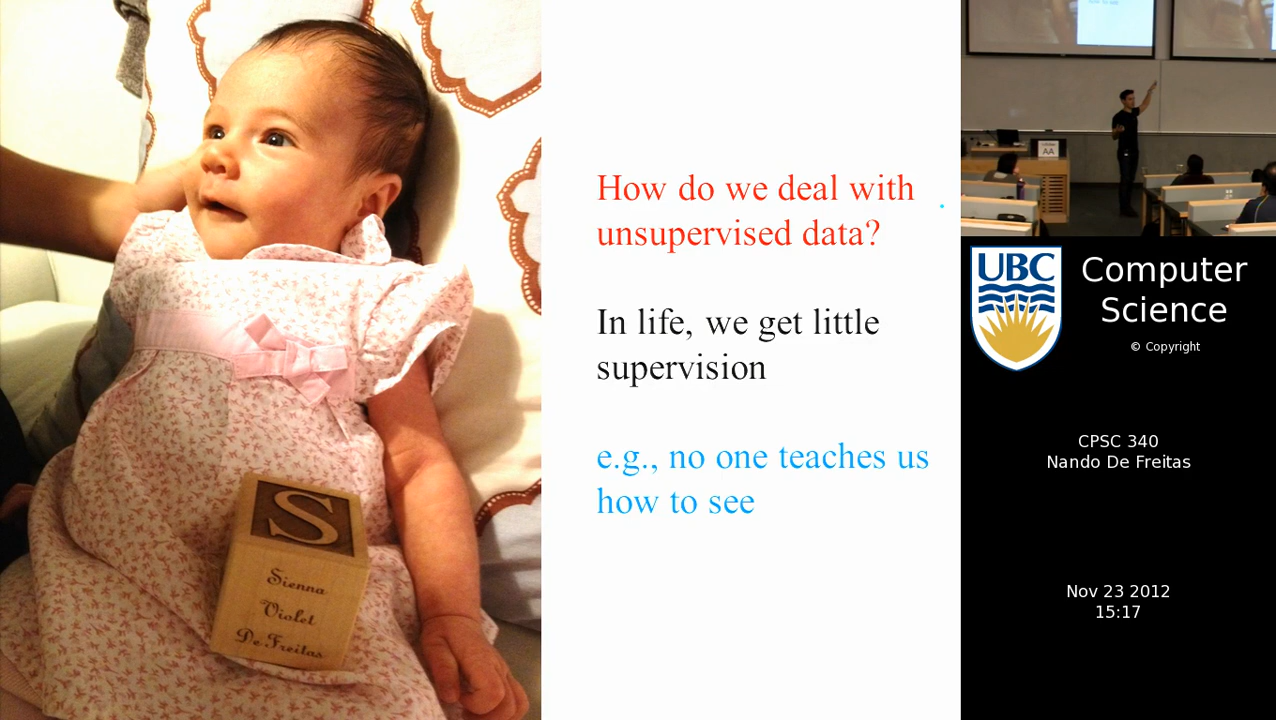 How do we deal with
unsupervised data?
In life, we get little
supervision
e.g., no one teaches us
how to see
S
Sienna
Violet
De Freitas
AA
UBC
Computer
Science
© Copyright
CPSC 340
Nando De Freitas
Nov 23 2012
15:17